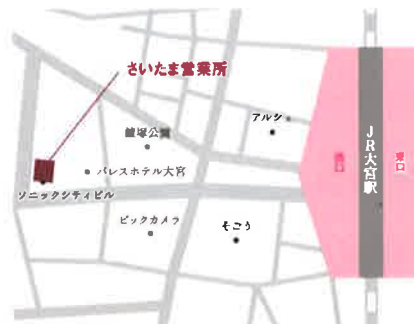 さいたま営業所
アルシェ
鐘塚公園
パレスホテル大宮
ソニックシティビル
ビックカメラ
そごう
JR大宮駅
西口
東口